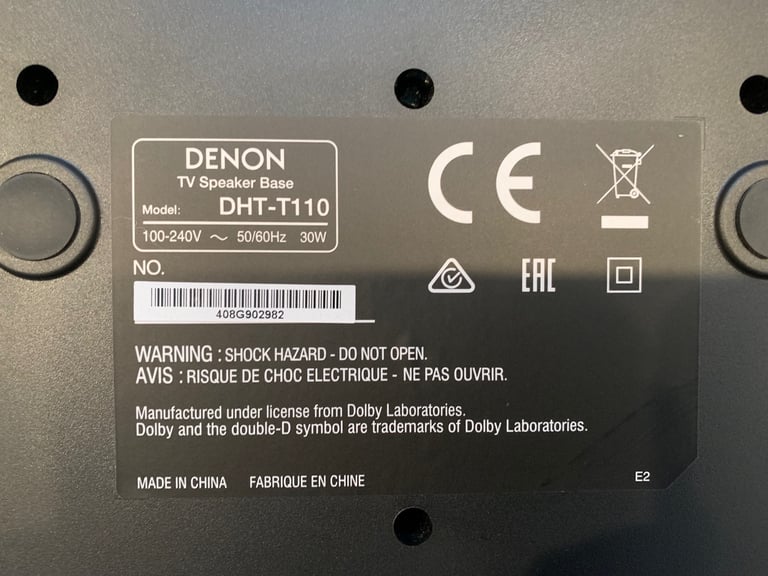 DENON
TV Speaker Base
Model: DHT-T110
100-240V ~ 50/60Hz 30W
CE
EAC
NO.
408G902982
WARNING : SHOCK HAZARD - DO NOT OPEN.
AVIS : RISQUE DE CHOC ELECTRIQUE - NE PAS OUVRIR.
Manufactured under license from Dolby Laboratories.
Dolby and the double-D symbol are trademarks of Dolby Laboratories.
MADE IN CHINA FABRIQUE EN CHINE
E2